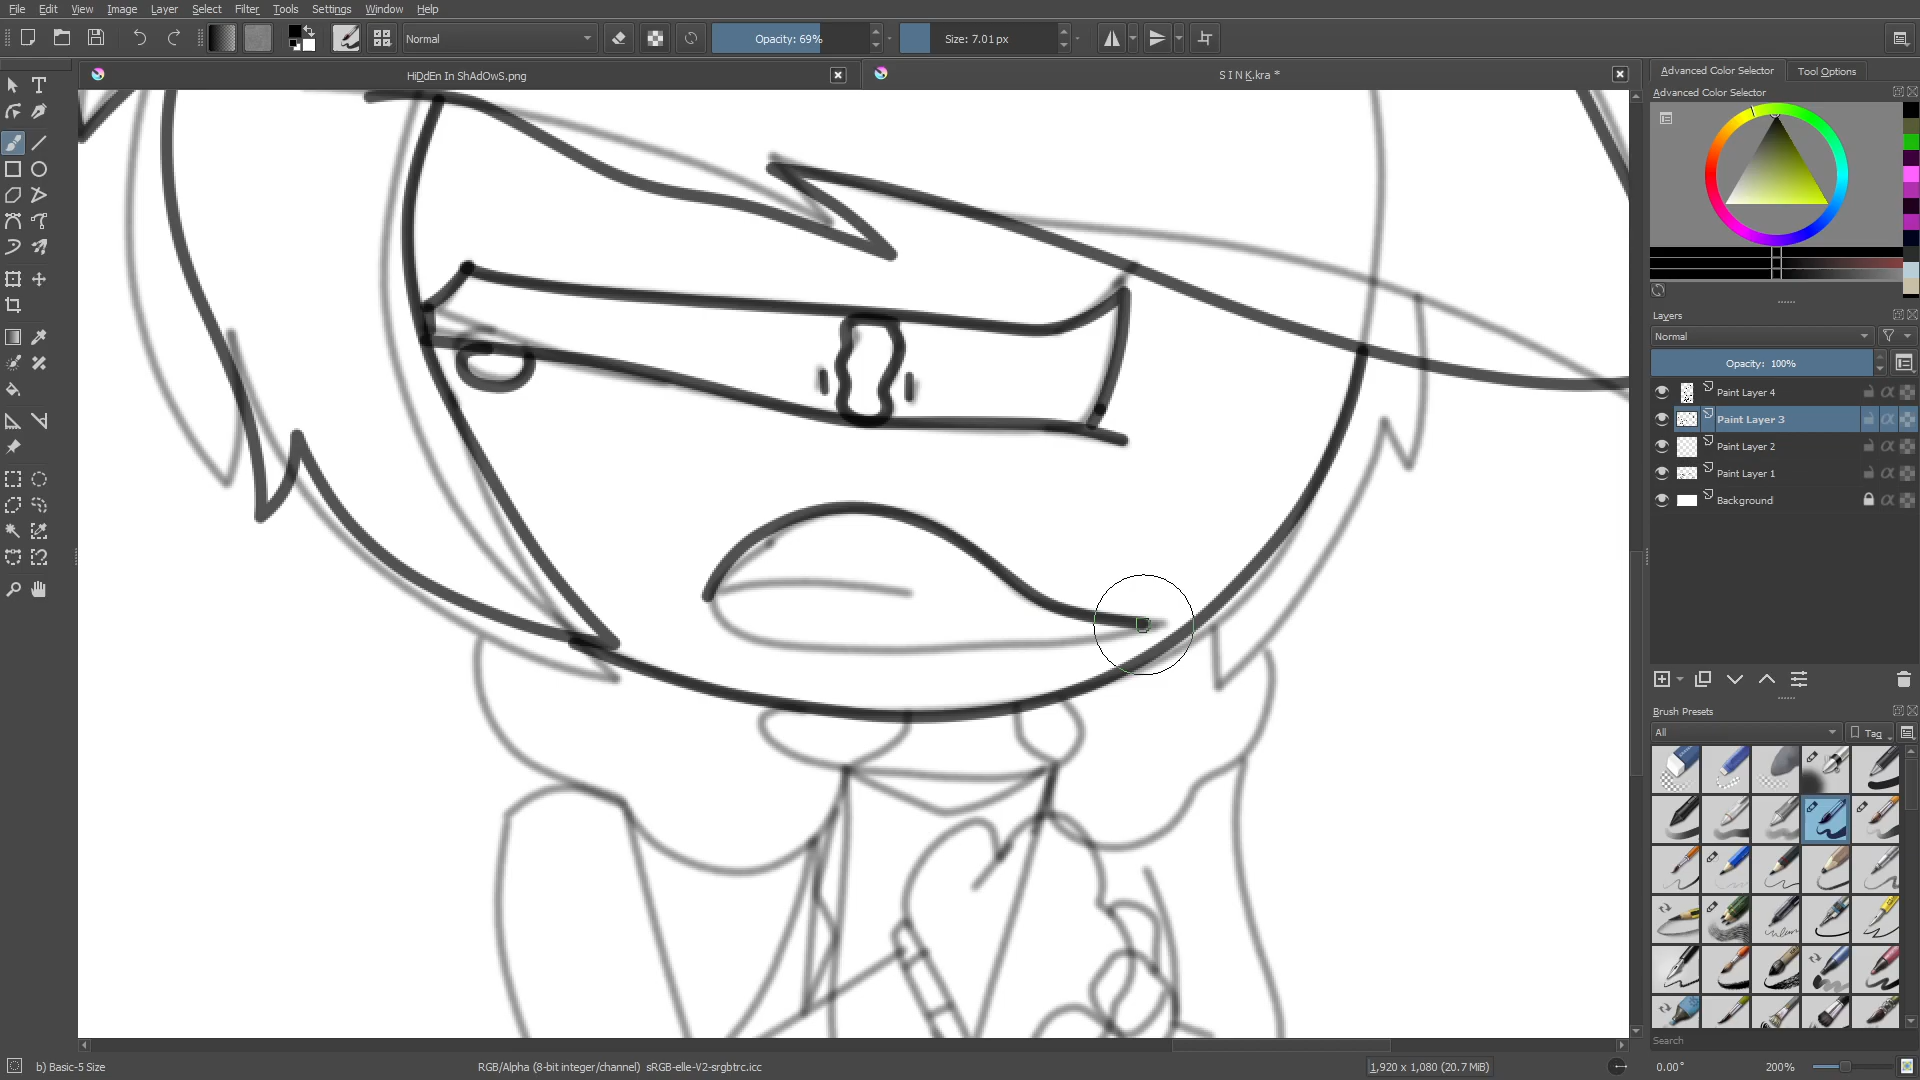 File Edit View Image Layer Select Filter Tools Settings Window Help
Normal Opacity: 69% Size: 7.01 px
HiDdEn In ShAdOwS.png S I N K.kra *
Advanced Color Selector Tool Options
Advanced Color Selector
Layers
Normal
Opacity: 100%
Paint Layer 4
Paint Layer 3
Paint Layer 2
Paint Layer 1
Background
Brush Presets
All Tag
Search
b) Basic-5 Size RGB/Alpha (8-bit integer/channel) sRGB-elle-V2-srgbtrc.icc 1,920 x 1,080 (20.7 MiB) 0.00° 200%